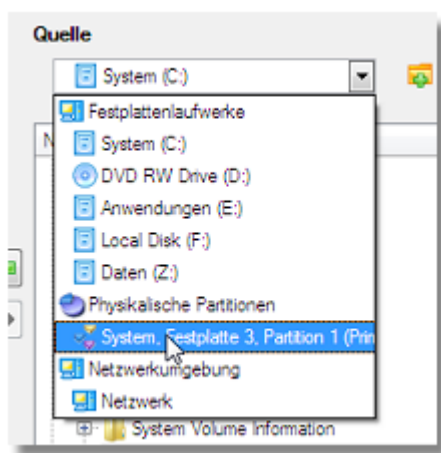 Quelle
System (C:)
N
Festplattenlaufwerke
System (C:)
DVD RW Drive (D:)
Anwendungen (E:)
Local Disk (F:)
Daten (Z:)
Physikalische Partitionen
System, Festplatte 3, Partition 1 (Prin
Netzwerkumgebung
Netzwerk
System Volume Information